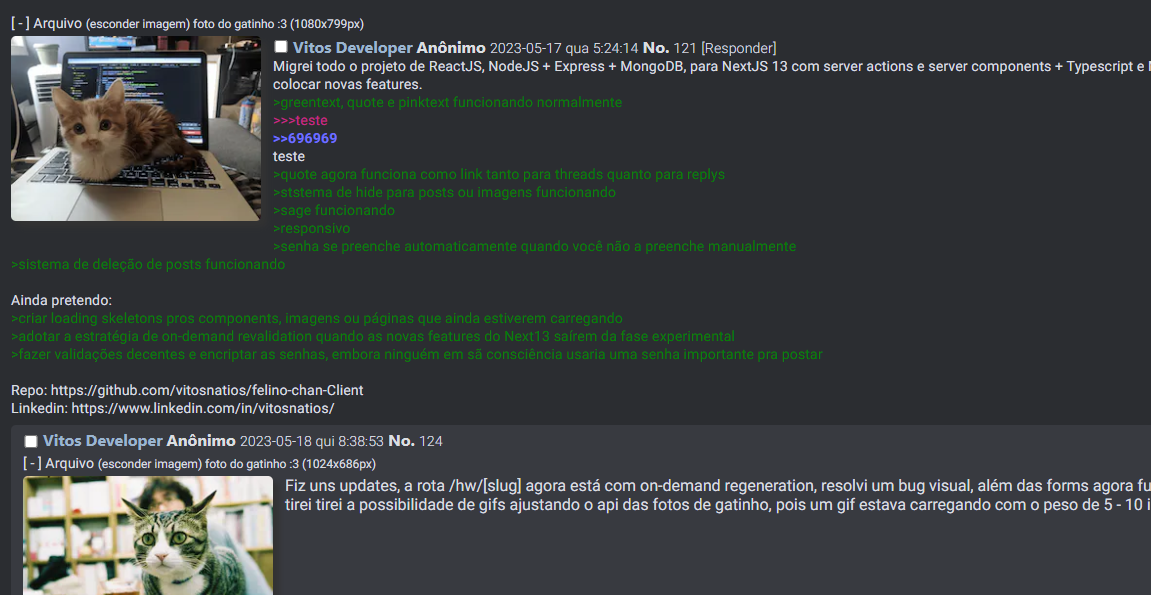 [ - ] Arquivo (esconder imagem) foto do gatinho :3 (1080x799px)
Vitos Developer Anônimo 2023-05-17 qua 5:24:14 No. 121 [Responder]
Migrei todo o projeto de ReactJS, NodeJS + Express + MongoDB, para NextJS 13 com server actions e server components + Typescript e
colocar novas features.
>greentext, quote e pinktext funcionando normalmente
>>>teste
>>696969
teste
>quote agora funciona como link tanto para threads quanto para replys
>ststema de hide para posts ou imagens funcionando
>sage funcionando
>responsivo
>senha se preenche automaticamente quando você não a preenche manualmente
>sistema de deleção de posts funcionando
Ainda pretendo:
>criar loading skeletons pros components, imagens ou páginas que ainda estiverem carregando
>adotar a estratégia de on-demand revalidation quando as novas features do Next13 saírem da fase experimental
>fazer validações decentes e encriptar as senhas, embora ninguém em sã consciência usaria uma senha importante pra postar
Repo: https://github.com/vitosnatios/felino-chan-Client
Linkedin: https://www.linkedin.com/in/vitosnatios/
Vitos Developer Anônimo 2023-05-18 qui 8:38:53 No. 124
[ - ] Arquivo (esconder imagem) foto do gatinho :3 (1024x686px)
Fiz uns updates, a rota /hw/[slug] agora está com on-demand regeneration, resolvi um bug visual, além das forms agora fu
tirei tirei a possibilidade de gifs ajustando o api das fotos de gatinho, pois um gif estava carregando com o peso de 5 - 10